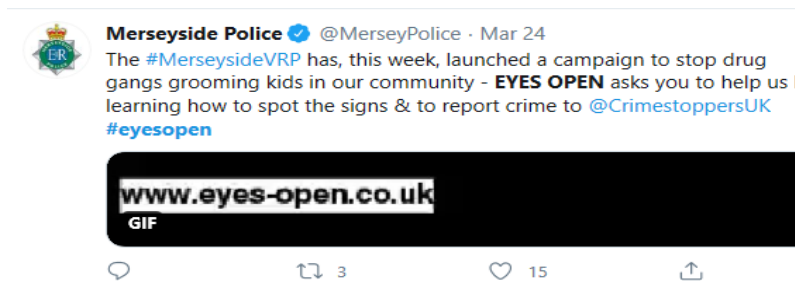 Merseyside Police @MerseyPolice · Mar 24
The #MerseysideVRP has, this week, launched a campaign to stop drug
gangs grooming kids in our community - EYES OPEN asks you to help us
learning how to spot the signs & to report crime to @CrimestoppersUK
#eyesopen
www.eyes-open.co.uk
GIF
3 15